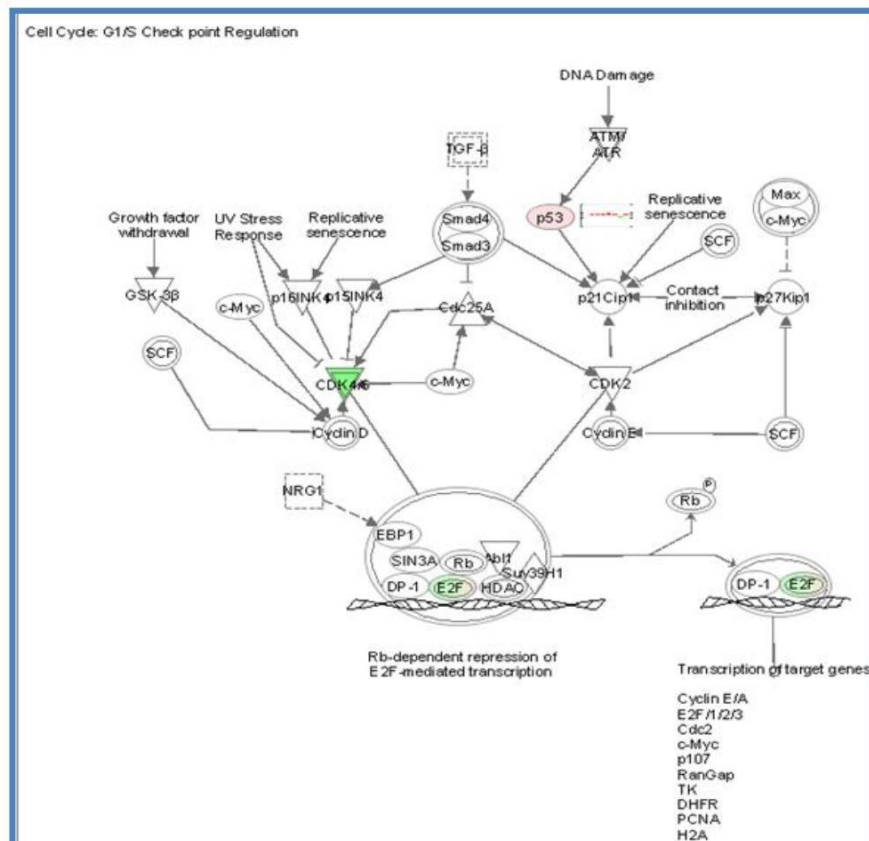 Cell Cycle: G1/S Check point Regulation
DNA Damage
ATM/
ATR
TGF-β
Growth factor
withdrawal
UV Stress
Response
Replicative
senescence
Smad4
Smad3
p53
Replicative
senescence
SCF
Max
c-Myc
GSK-3β
c-Myc
p16INK4
p15INK4
Cdc25A
p21Cip1
Contact
inhibition
p27Kip1
SCF
CDK4/6
c-Myc
CDK2
Cyclin D
Cyclin E
SCF
NRG1
EBP1
SIN3A
Rb
Abl1
Suv39H1
DP-1
E2F
HDAC
P
Rb
DP-1
E2F
Rb-dependent repression of
E2F-mediated transcription
Transcription of target genes
Cyclin E/A
E2F/1/2/3
Cdc2
c-Myc
p107
RanGap
TK
DHFR
PCNA
H2A